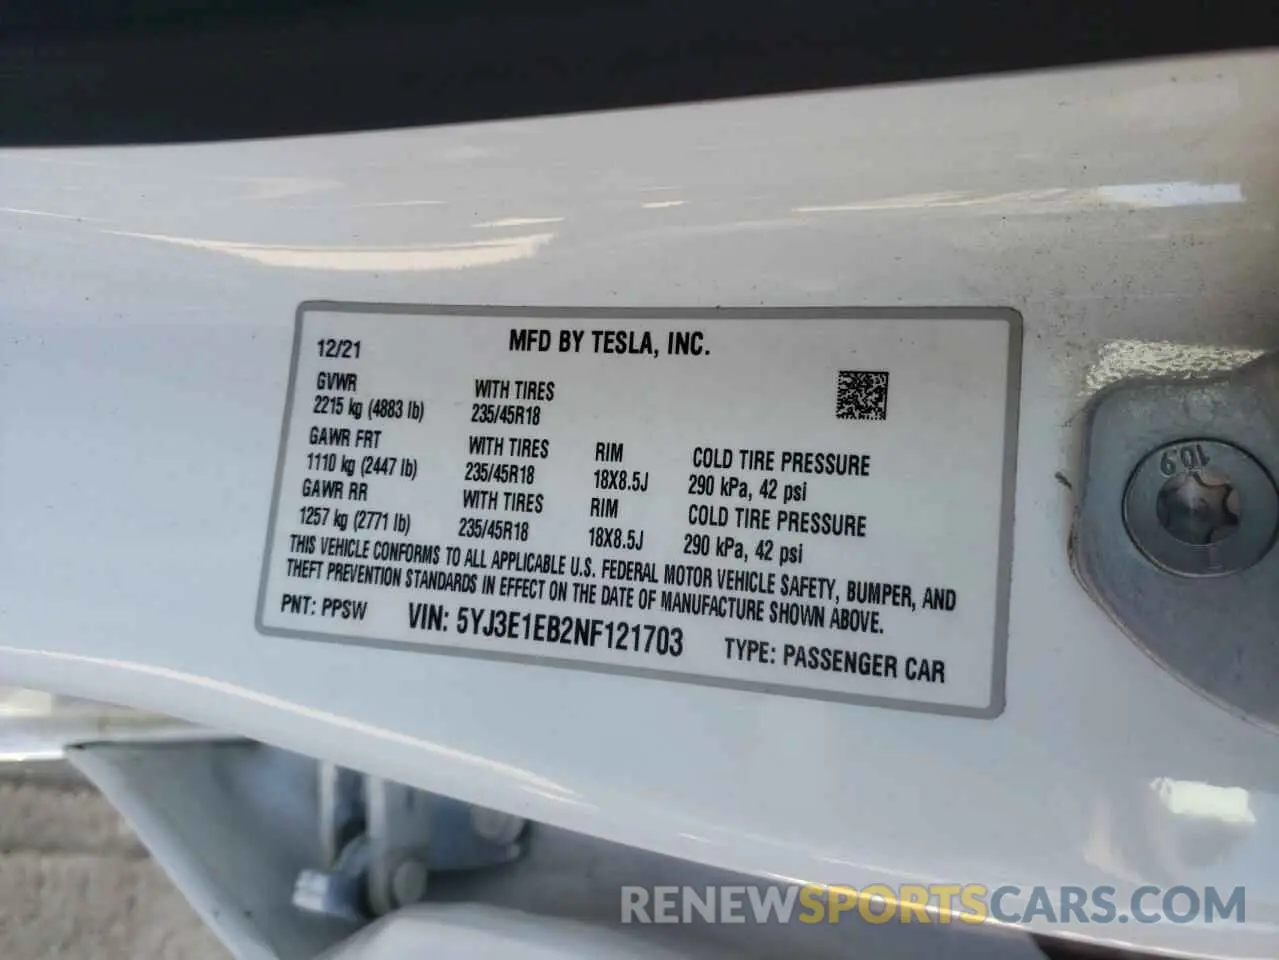 12/21 MFD BY TESLA, INC.
GVWR WITH TIRES
2215 kg (4883 lb) 235/45R18
GAWR FRT WITH TIRES RIM COLD TIRE PRESSURE
1110 kg (2447 lb) 235/45R18 18X8.5J 290 kPa, 42 psi
GAWR RR WITH TIRES RIM COLD TIRE PRESSURE
1257 kg (2771 lb) 235/45R18 18X8.5J 290 kPa, 42 psi
THIS VEHICLE CONFORMS TO ALL APPLICABLE U.S. FEDERAL MOTOR VEHICLE SAFETY, BUMPER, AND
THEFT PREVENTION STANDARDS IN EFFECT ON THE DATE OF MANUFACTURE SHOWN ABOVE.
PNT: PPSW VIN: 5YJ3E1EB2NF121703 TYPE: PASSENGER CAR
10.9
RENEWSPORTSCARS.COM